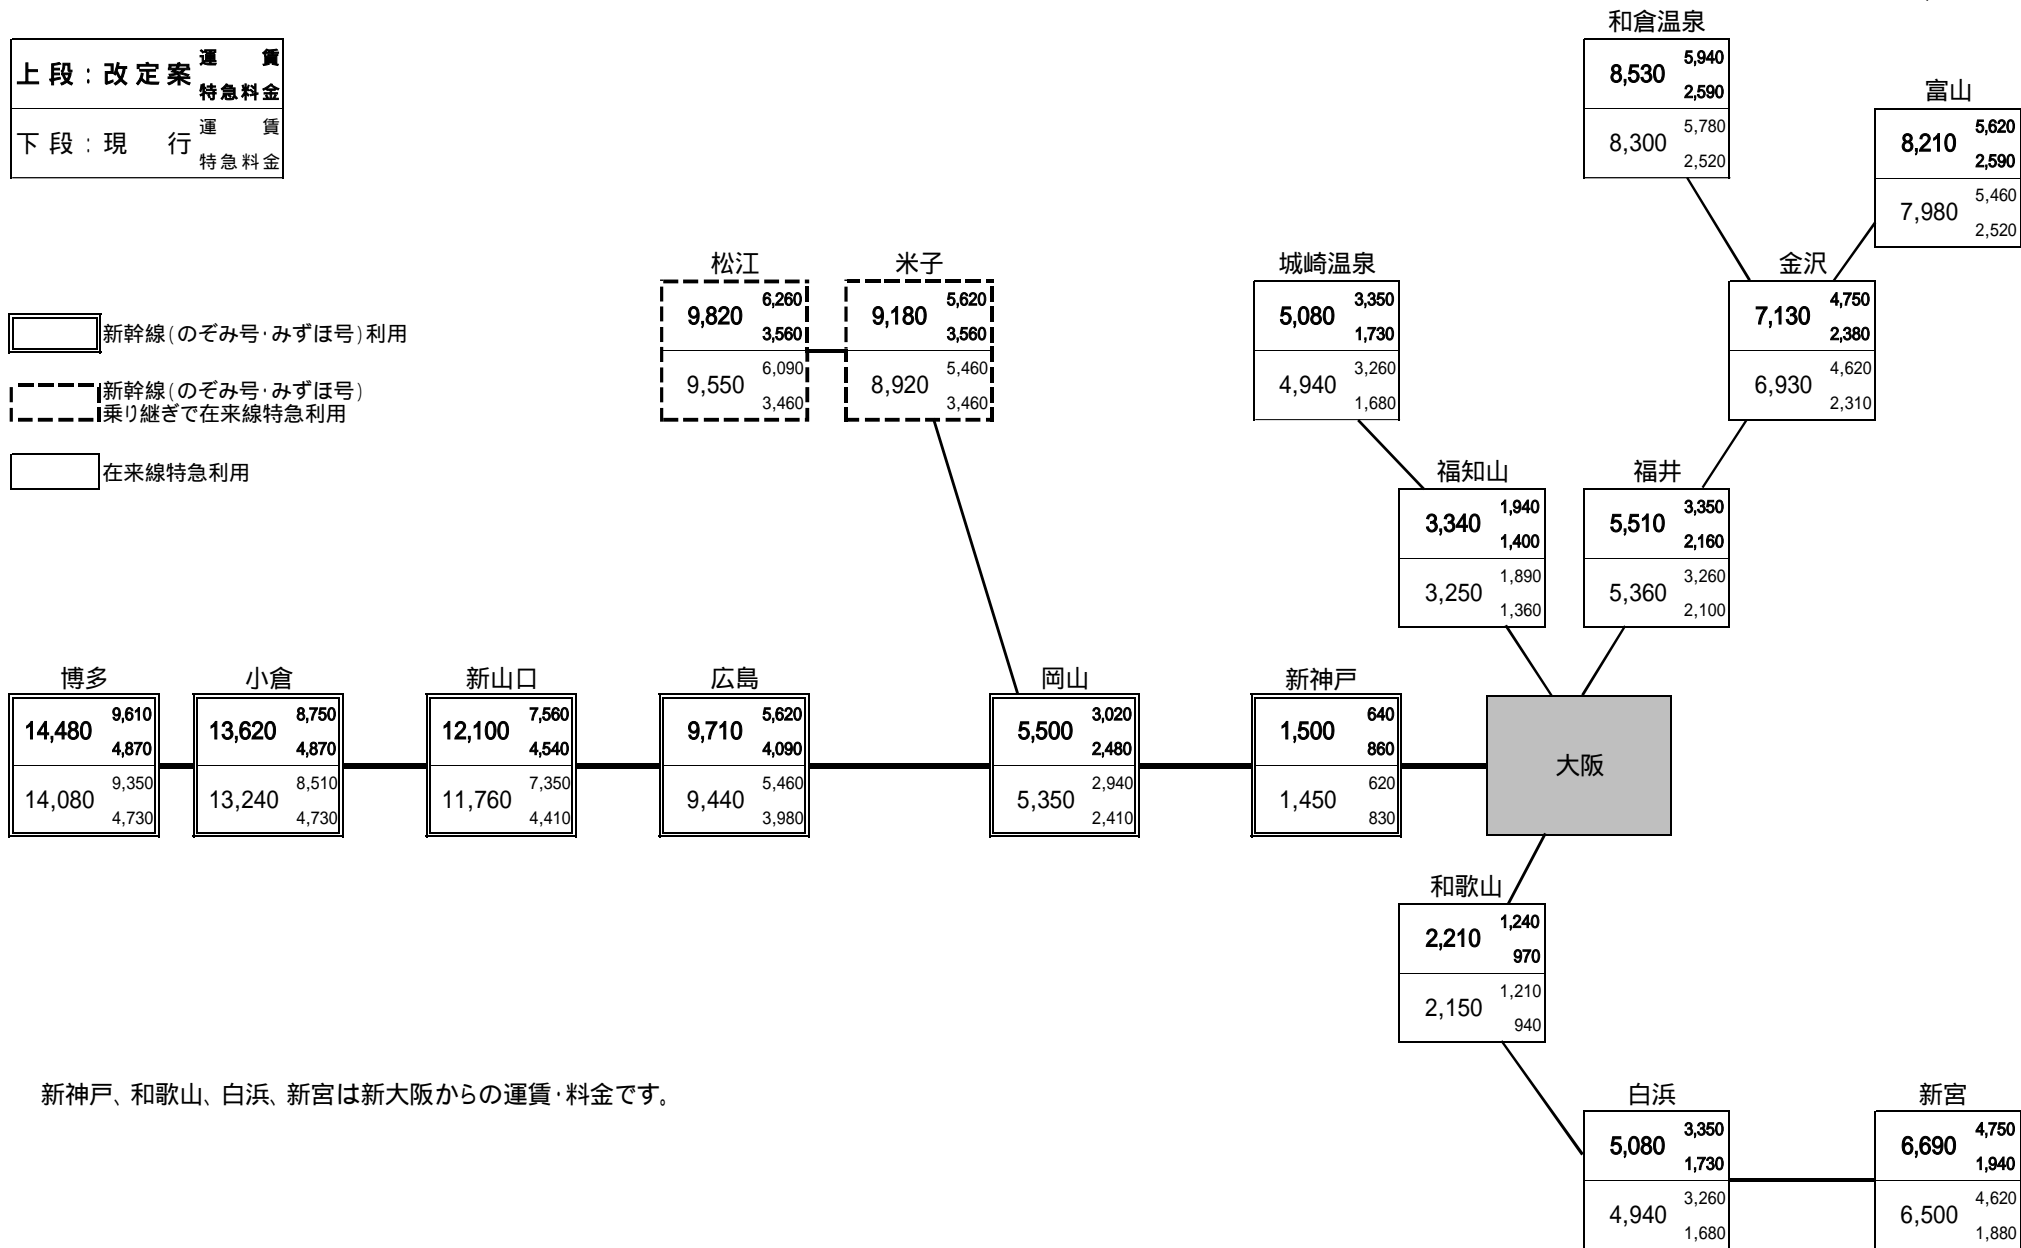 和倉温泉
8,530 5,940
2,590
8,300 5,780
2,520
富山
8,210 5,620
2,590
7,980 5,460
2,520
上段:改定案 運賃
特急料金
下段:現行 運賃
特急料金
新幹線(のぞみ号・みずほ号)利用
新幹線(のぞみ号・みずほ号)
乗り継ぎで在来線特急利用
在来線特急利用
松江
9,820 6,260
3,560
9,550 6,090
3,460
米子
9,180 5,620
3,560
8,920 5,460
3,460
城崎温泉
5,080 3,350
1,730
4,940 3,260
1,680
金沢
7,130 4,750
2,380
6,930 4,620
2,310
福知山
3,340 1,940
1,400
3,250 1,890
1,360
福井
5,510 3,350
2,160
5,360 3,260
2,100
博多
14,480 9,610
4,870
14,080 9,350
4,730
小倉
13,620 8,750
4,870
13,240 8,510
4,730
新山口
12,100 7,560
4,540
11,760 7,350
4,410
広島
9,710 5,620
4,090
9,440 5,460
3,980
岡山
5,500 3,020
2,480
5,350 2,940
2,410
新神戸
1,500 640
860
1,450 620
830
大阪
和歌山
2,210 1,240
970
2,150 1,210
940
新神戸、和歌山、白浜、新宮は新大阪からの運賃・料金です。
白浜
5,080 3,350
1,730
4,940 3,260
1,680
新宮
6,690 4,750
1,940
6,500 4,620
1,880